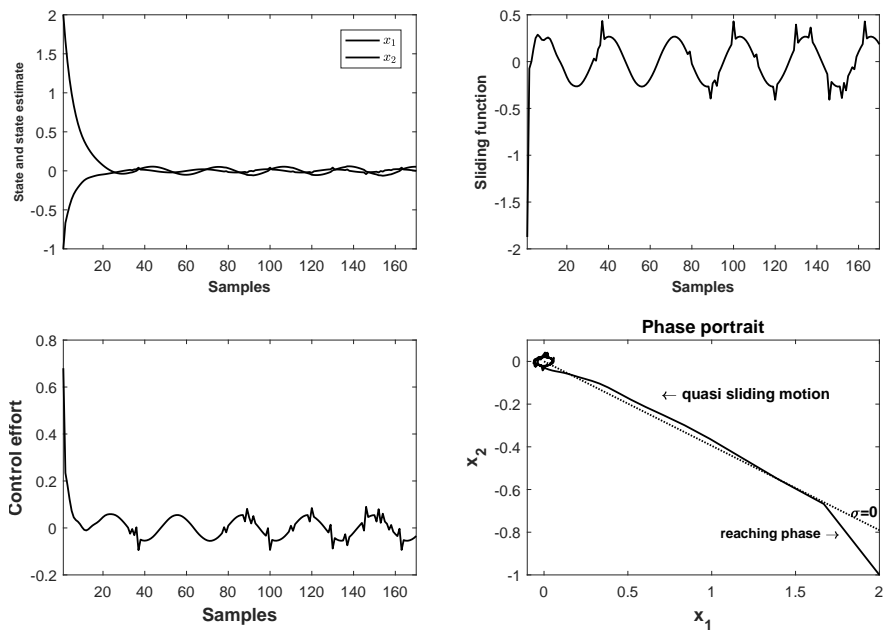 2
1.5
1
0.5
0
-0.5
-1
20 40 60 80 100 120 140 160
Samples
State and state estimate
x1
x2
0.5
0
-0.5
-1
-1.5
-2
20 40 60 80 100 120 140 160
Samples
Sliding function
0.8
0.6
0.4
0.2
0
-0.2
20 40 60 80 100 120 140 160
Samples
Control effort
Phase portrait
0
-0.2
-0.4
-0.6
-0.8
-1
0 0.5 1 1.5 2
x1
x2
← quasi sliding motion
σ=0
reaching phase →